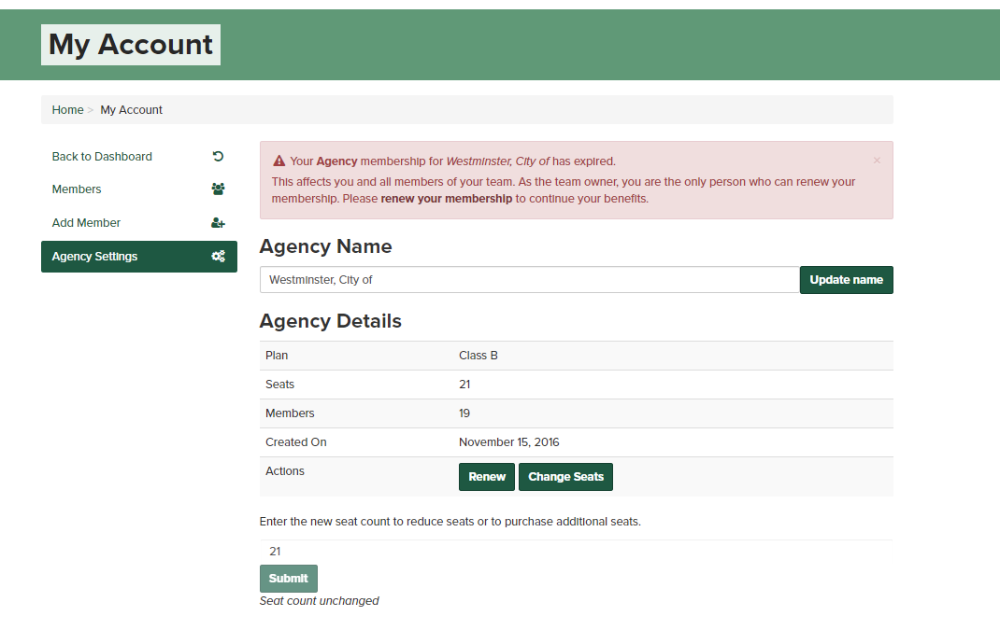 My Account
Home > My Account
Back to Dashboard
Members
Add Member
Agency Settings
Your Agency membership for Westminster, City of has expired. ×
This affects you and all members of your team. As the team owner, you are the only person who can renew your
membership. Please renew your membership to continue your benefits.
Agency Name
Westminster, City of Update name
Agency Details
Plan Class B
Seats 21
Members 19
Created On November 15, 2016
Actions Renew Change Seats
Enter the new seat count to reduce seats or to purchase additional seats.
21
Submit
Seat count unchanged